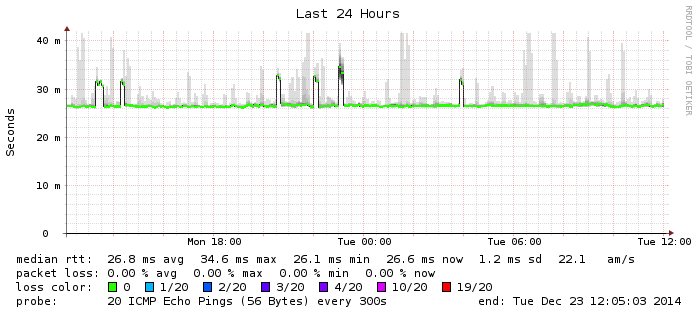 Last 24 Hours
RRDTOOL / TOBI OETIKER
Seconds
40 m
30 m
20 m
10 m
0
Mon 18:00 Tue 00:00 Tue 06:00 Tue 12:00
median rtt: 26.8 ms avg 34.6 ms max 26.1 ms min 26.6 ms now 1.2 ms sd 22.1 am/s
packet loss: 0.00 % avg 0.00 % max 0.00 % min 0.00 % now
loss color: 0 1/20 2/20 3/20 4/20 10/20 19/20
probe: 20 ICMP Echo Pings (56 Bytes) every 300s end: Tue Dec 23 12:05:03 2014